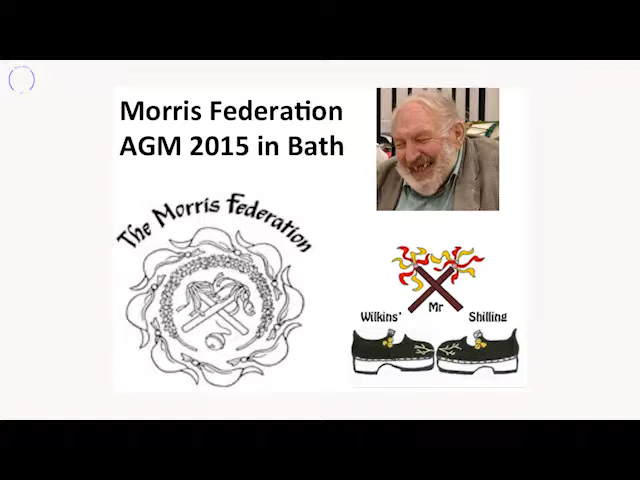 Morris Federation
AGM 2015 in Bath
The Morris Federation
Mr
Wilkins' Shilling